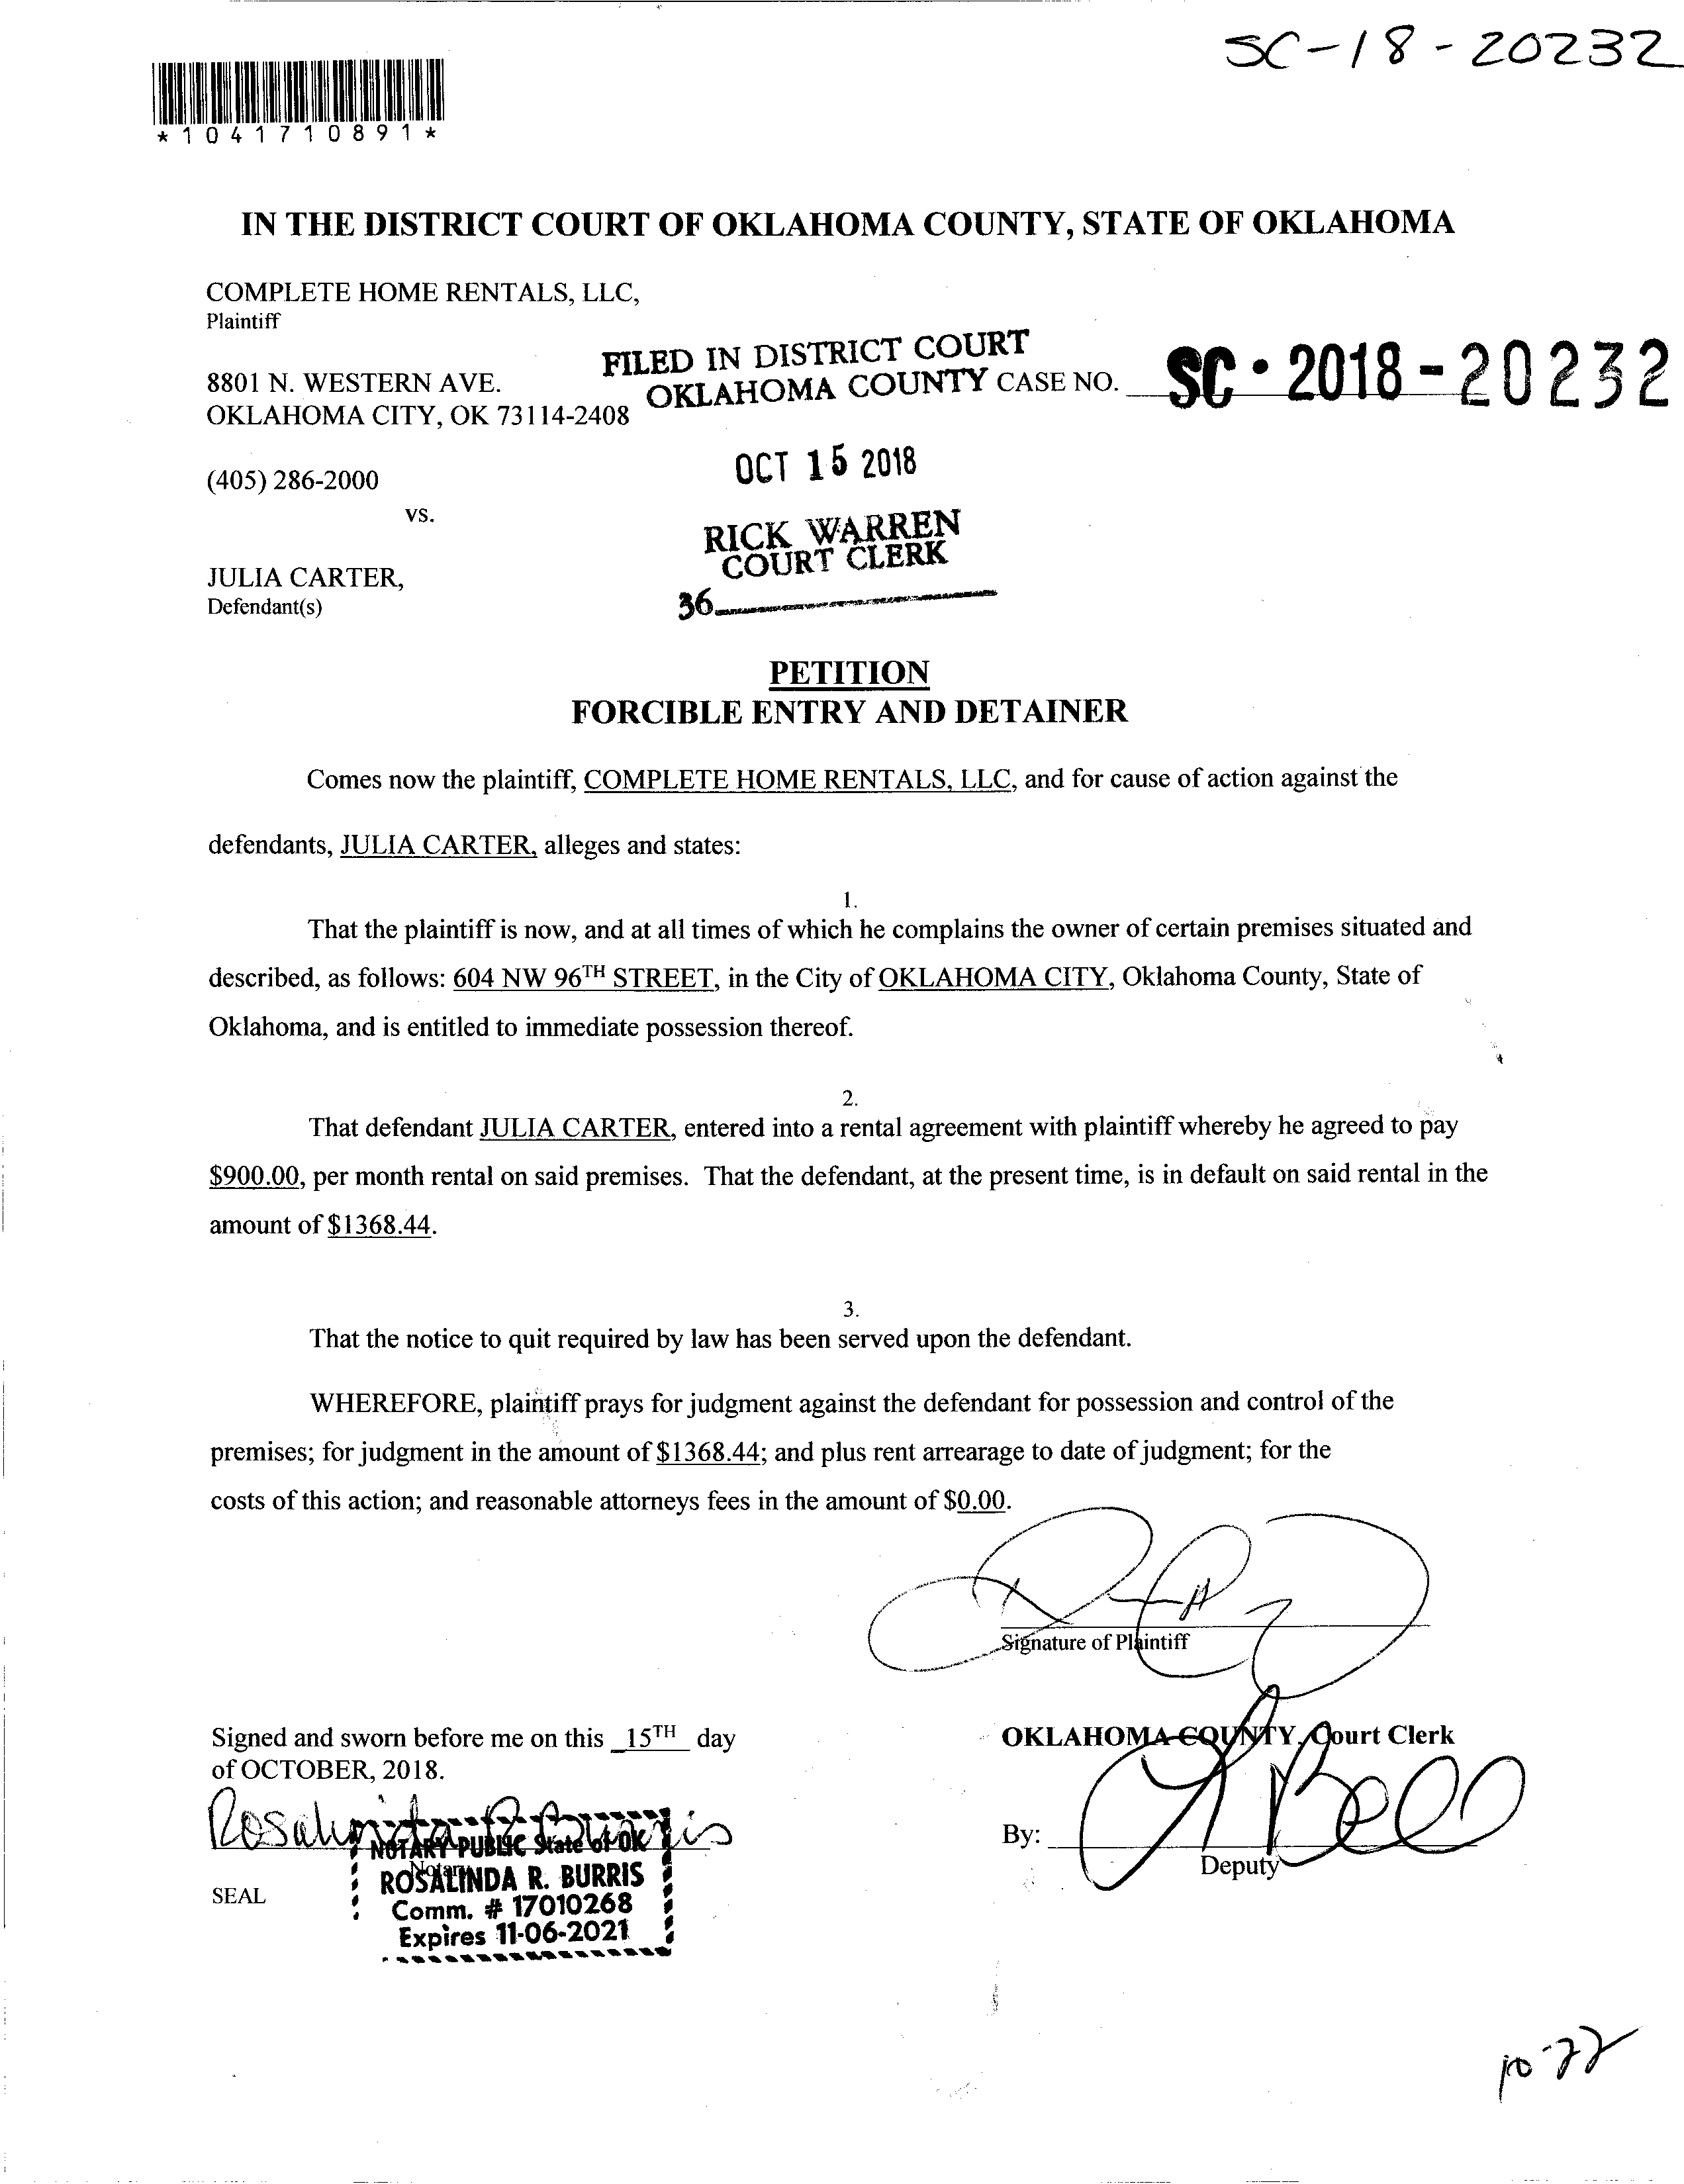 SC-18-20232
*1041710891*
IN THE DISTRICT COURT OF OKLAHOMA COUNTY, STATE OF OKLAHOMA
COMPLETE HOME RENTALS, LLC,
Plaintiff
8801 N. WESTERN AVE.
OKLAHOMA CITY, OK 73114-2408
FILED IN DISTRICT COURT
OKLAHOMA COUNTY
CASE NO. SC • 2018-20232
(405) 286-2000
OCT 15 2018
vs.
RICK WARREN
COURT CLERK
36
JULIA CARTER,
Defendant(s)
PETITION
FORCIBLE ENTRY AND DETAINER
Comes now the plaintiff, COMPLETE HOME RENTALS, LLC, and for cause of action against the
defendants, JULIA CARTER, alleges and states:
1.
That the plaintiff is now, and at all times of which he complains the owner of certain premises situated and
described, as follows: 604 NW 96TH STREET, in the City of OKLAHOMA CITY, Oklahoma County, State of
Oklahoma, and is entitled to immediate possession thereof.
2.
That defendant JULIA CARTER, entered into a rental agreement with plaintiff whereby he agreed to pay
$900.00, per month rental on said premises. That the defendant, at the present time, is in default on said rental in the
amount of $1368.44.
3.
That the notice to quit required by law has been served upon the defendant.
WHEREFORE, plaintiff prays for judgment against the defendant for possession and control of the
premises; for judgment in the amount of $1368.44; and plus rent arrearage to date of judgment; for the
costs of this action; and reasonable attorneys fees in the amount of $0.00.
Signature of Plaintiff
Signed and sworn before me on this 15TH day
of OCTOBER, 2018.
OKLAHOMA COUNTY, Court Clerk
Rosalinda R Burris
By: L Bell
Notary
Deputy
SEAL
NOTARY PUBLIC State of OK
ROSALINDA R. BURRIS
Comm. # 17010268
Expires 11-06-2021
10-22